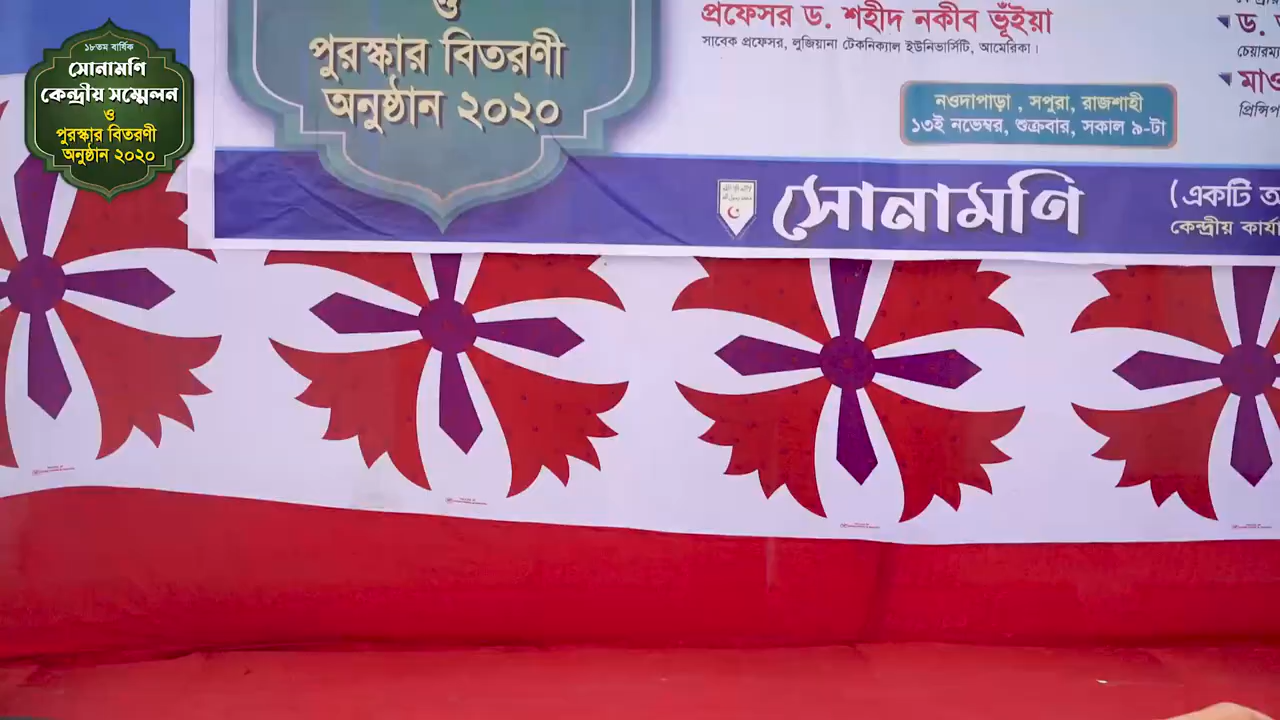 ১৮তম বার্ষিক
সোনামণি
কেন্দ্রীয় সম্মেলন
ও
পুরস্কার বিতরণী
অনুষ্ঠান ২০২০
ও
পুরস্কার বিতরণী
অনুষ্ঠান ২০২০
প্রফেসর ড. শহীদ নকীব ভূঁইয়া
সাবেক প্রফেসর, লুজিয়ানা টেকনিক্যাল ইউনিভার্সিটি, আমেরিকা।
নওদাপাড়া , সপুরা, রাজশাহী
১৩ই নভেম্বর, শুক্রবার, সকাল ৯-টা
ড.
সোনামণি
(একটি
কেন্দ্রীয়